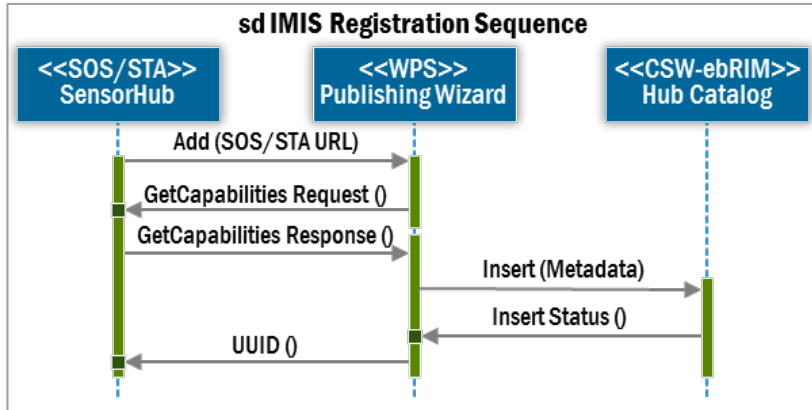 sd IMIS Registration Sequence
<<SOS/STA>>
SensorHub
<<WPS>>
Publishing Wizard
<<CSW-ebRIM>>
Hub Catalog
Add (SOS/STA URL)
GetCapabilities Request ()
GetCapabilities Response ()
Insert (Metadata)
Insert Status ()
UUID ()